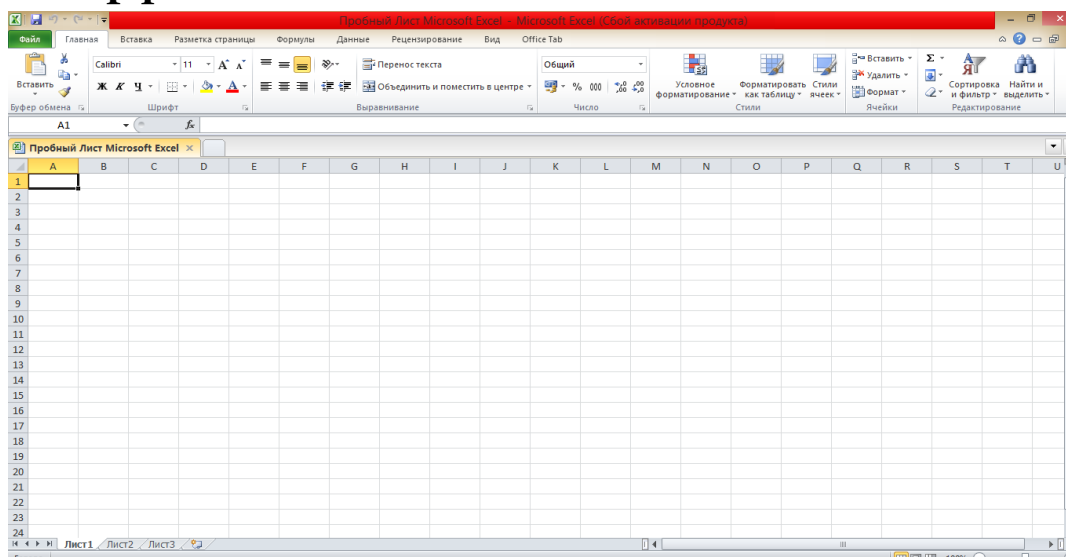 Пробный Лист Microsoft Excel - Microsoft Excel (Сбой активации продукта)
Файл Главная Вставка Разметка страницы Формулы Данные Рецензирование Вид Office Tab
Вставить
Calibri 11
Ж К Ч
Перенос текста
Объединить и поместить в центре
Общий
% 000
Условное форматирование
Форматировать как таблицу
Стили ячеек
Вставить
Удалить
Формат
Σ
Сортировка и фильтр
Найти и выделить
Буфер обмена Шрифт Выравнивание Число Стили Ячейки Редактирование
A1 fx
Пробный Лист Microsoft Excel
A B C D E F G H I J K L M N O P Q R S T U
1
2
3
4
5
6
7
8
9
10
11
12
13
14
15
16
17
18
19
20
21
22
23
24
Лист1 Лист2 Лист3